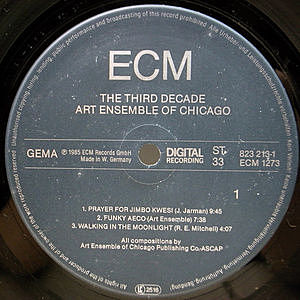 ECM
THE THIRD DECADE
ART ENSEMBLE OF CHICAGO
GEMA
Ⓟ 1985 ECM Records GmbH
Made in W. Germany
DIGITAL
RECORDING
ST
33
823 213-1
ECM 1273
1
1. PRAYER FOR JIMBO KWESI (J. Jarman) 9:45
2. FUNKY AECO (Art Ensemble) 7:38
3. WALKING IN THE MOONLIGHT (R. E. Mitchell) 4:07
All compositions by
Art Ensemble of Chicago Publishing Co-ASCAP
2516